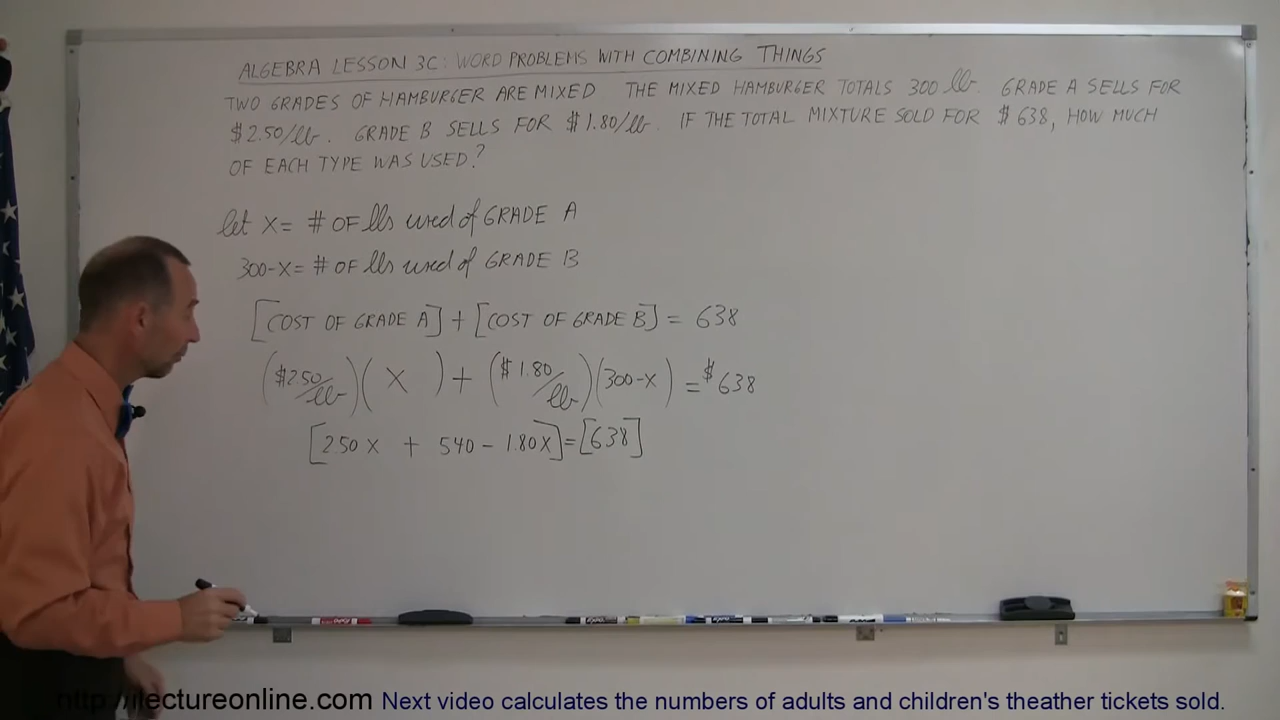 ALGEBRA LESSON 3C: WORD PROBLEMS WITH COMBINING THINGS
TWO GRADES OF HAMBURGER ARE MIXED THE MIXED HAMBURGER TOTALS 300 lb. GRADE A SELLS FOR
$2.50/lb. GRADE B SELLS FOR $1.80/lb. IF THE TOTAL MIXTURE SOLD FOR $638, HOW MUCH
OF EACH TYPE WAS USED?
let X = # OF lbs used of GRADE A
300-X = # OF lbs used of GRADE B
[COST OF GRADE A] + [COST OF GRADE B] = 638
($2.50/lb)(X) + ($1.80/lb)(300-X) = $638
[2.50X + 540 - 1.80X] = [638]
http://ilectureonline.com Next video calculates the numbers of adults and children's theather tickets sold.